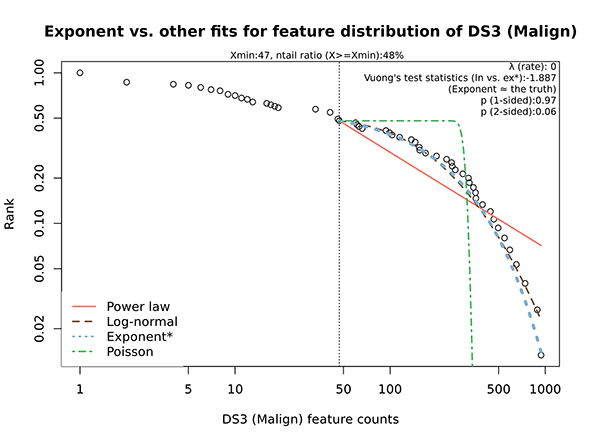 Exponent vs. other fits for feature distribution of DS3 (Malign)
Xmin:47, ntail ratio (X>=Xmin):48%
λ (rate): 0
Vuong's test statistics (ln vs. ex*):-1.887
(Exponent ≃ the truth)
p (1-sided):0.97
p (2-sided):0.06
1.00
0.50
0.20
0.10
0.05
0.02
Rank
Power law
Log-normal
Exponent*
Poisson
1 5 10 50 100 500 1000
DS3 (Malign) feature counts